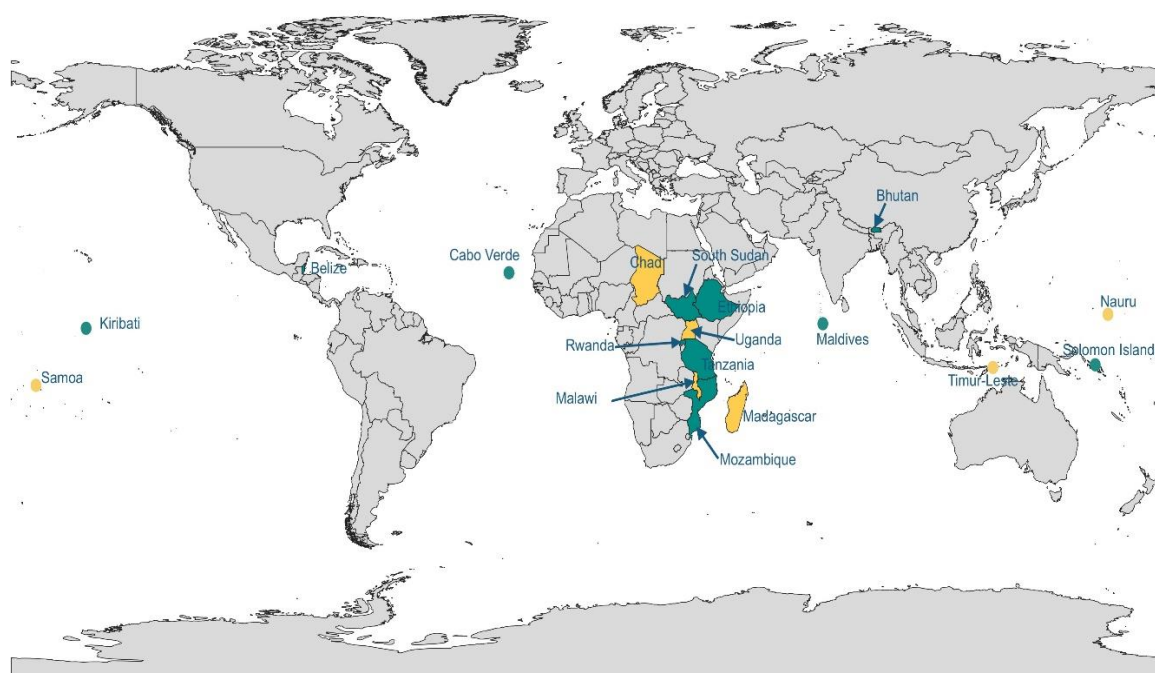 Bhutan
Cabo Verde
Chad
South Sudan
Belize
Ethiopia
Nauru
Kiribati
Rwanda
Uganda
Maldives
Solomon Island
Samoa
Tanzania
Timur-Leste
Malawi
Madagascar
Mozambique